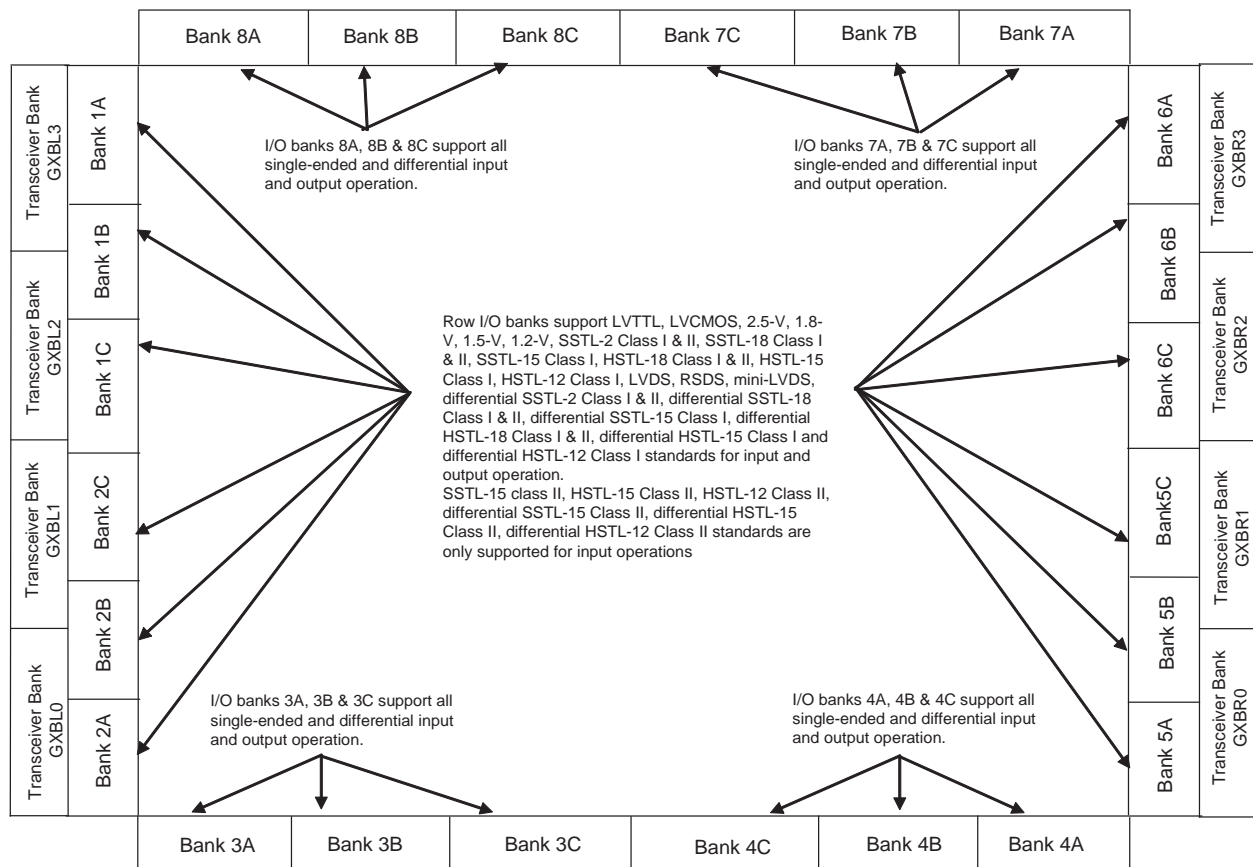 Bank 8A
Bank 8B
Bank 8C
Bank 7C
Bank 7B
Bank 7A
Transceiver Bank
GXBL3
Transceiver Bank
GXBL2
Transceiver Bank
GXBL1
Transceiver Bank
GXBL0
Bank 1A
Bank 1B
Bank 1C
Bank 2C
Bank 2B
Bank 2A
I/O banks 8A, 8B & 8C support all
single-ended and differential input
and output operation.
I/O banks 7A, 7B & 7C support all
single-ended and differential input
and output operation.
Row I/O banks support LVTTL, LVCMOS, 2.5-V, 1.8-
V, 1.5-V, 1.2-V, SSTL-2 Class I & II, SSTL-18 Class I
& II, SSTL-15 Class I, HSTL-18 Class I & II, HSTL-15
Class I, HSTL-12 Class I, LVDS, RSDS, mini-LVDS,
differential SSTL-2 Class I & II, differential SSTL-18
Class I & II, differential SSTL-15 Class I, differential
HSTL-18 Class I & II, differential HSTL-15 Class I and
differential HSTL-12 Class I standards for input and
output operation.
SSTL-15 class II, HSTL-15 Class II, HSTL-12 Class II,
differential SSTL-15 Class II, differential HSTL-15
Class II, differential HSTL-12 Class II standards are
only supported for input operations
I/O banks 3A, 3B & 3C support all
single-ended and differential input
and output operation.
I/O banks 4A, 4B & 4C support all
single-ended and differential input
and output operation.
Bank 6A
Bank 6B
Bank 6C
Bank5C
Bank 5B
Bank 5A
Transceiver Bank
GXBR3
Transceiver Bank
GXBR2
Transceiver Bank
GXBR1
Transceiver Bank
GXBR0
Bank 3A
Bank 3B
Bank 3C
Bank 4C
Bank 4B
Bank 4A